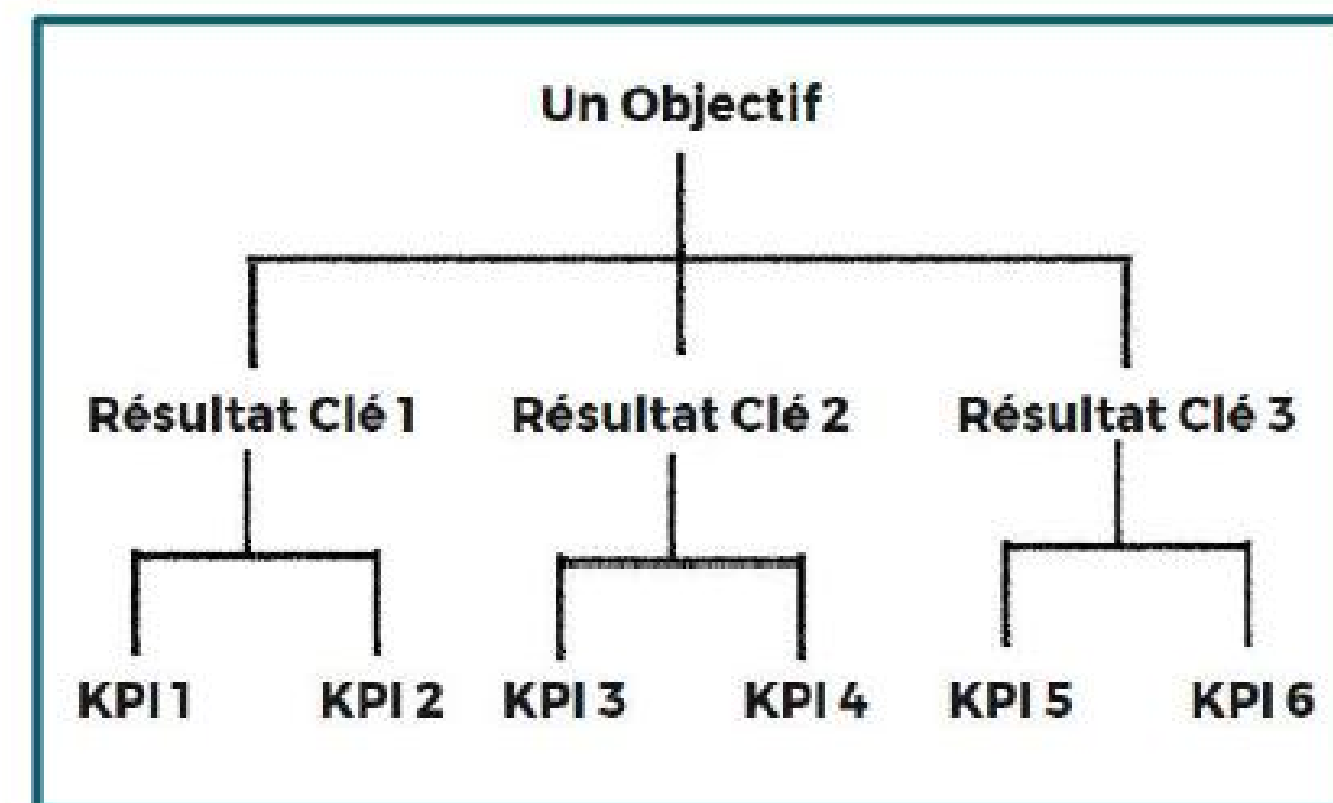 Un Objectif
Résultat Clé 1 Résultat Clé 2 Résultat Clé 3
KPI 1 KPI 2 KPI 3 KPI 4 KPI 5 KPI 6